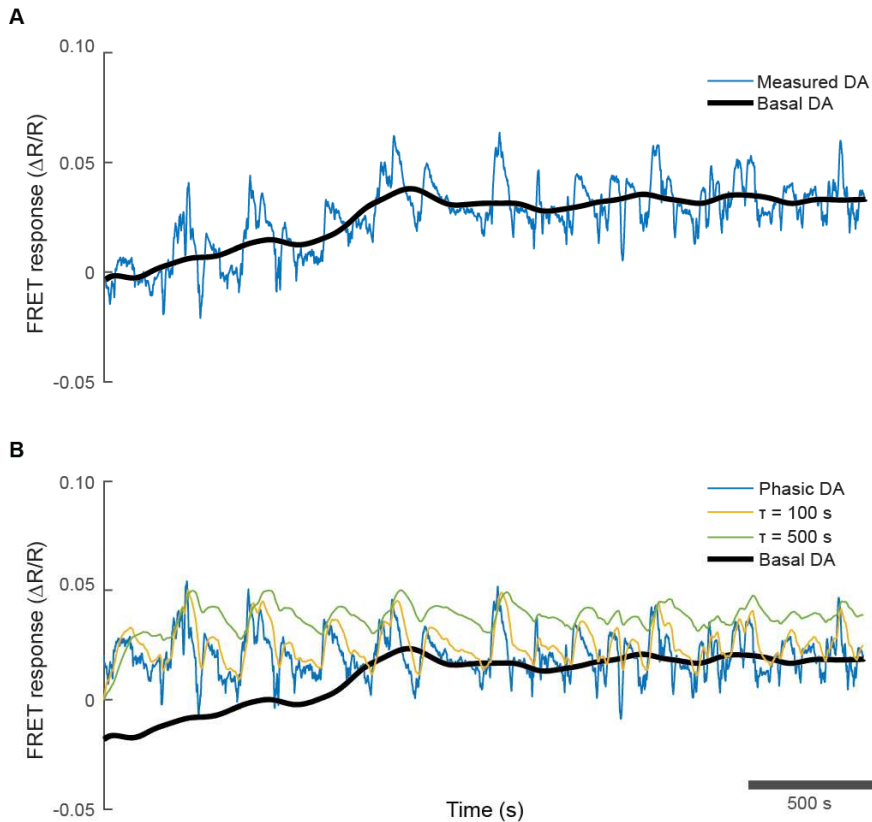 A
0.10
0.05
0
-0.05
FRET response (ΔR/R)
Measured DA
Basal DA
B
0.10
0.05
0
-0.05
FRET response (ΔR/R)
Phasic DA
τ = 100 s
τ = 500 s
Basal DA
Time (s)
500 s